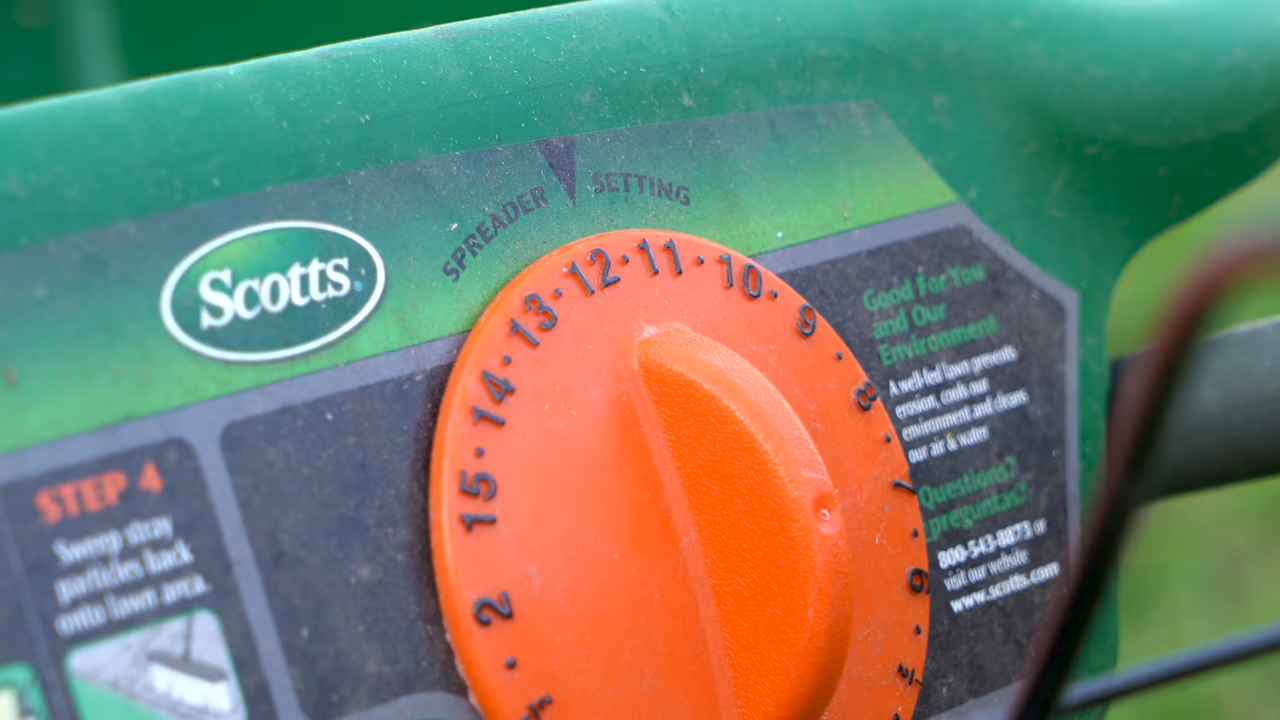 SPREADER SETTING
Scotts
12 · 11 · 10 ·
13 ·
9
14 ·
8
15 ·
7
6
2
STEP 4
Sweep stray
particles back
onto lawn area.
Good For You
and Our
Environment
A well-fed lawn prevents
erosion, cools our
environment and cleans
our air & water
Questions?
¿preguntas?
800-543-8873 or
visit our website
www.scotts.com